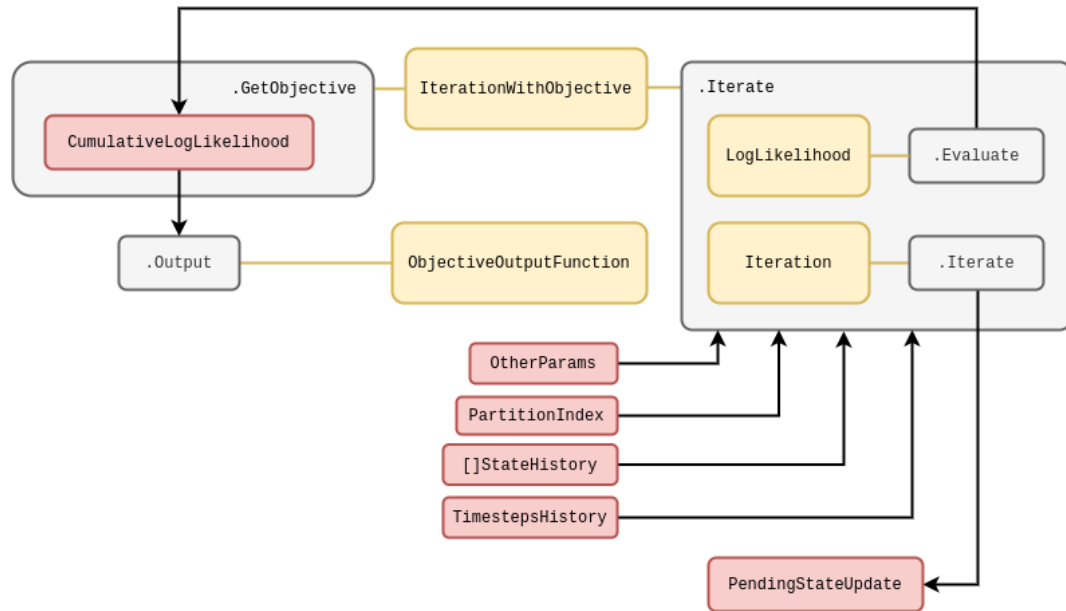 .GetObjective
IterationWithObjective
.Iterate
CumulativeLogLikelihood
LogLikelihood
.Evaluate
.Output
ObjectiveOutputFunction
Iteration
.Iterate
OtherParams
PartitionIndex
[]StateHistory
TimestepsHistory
PendingStateUpdate